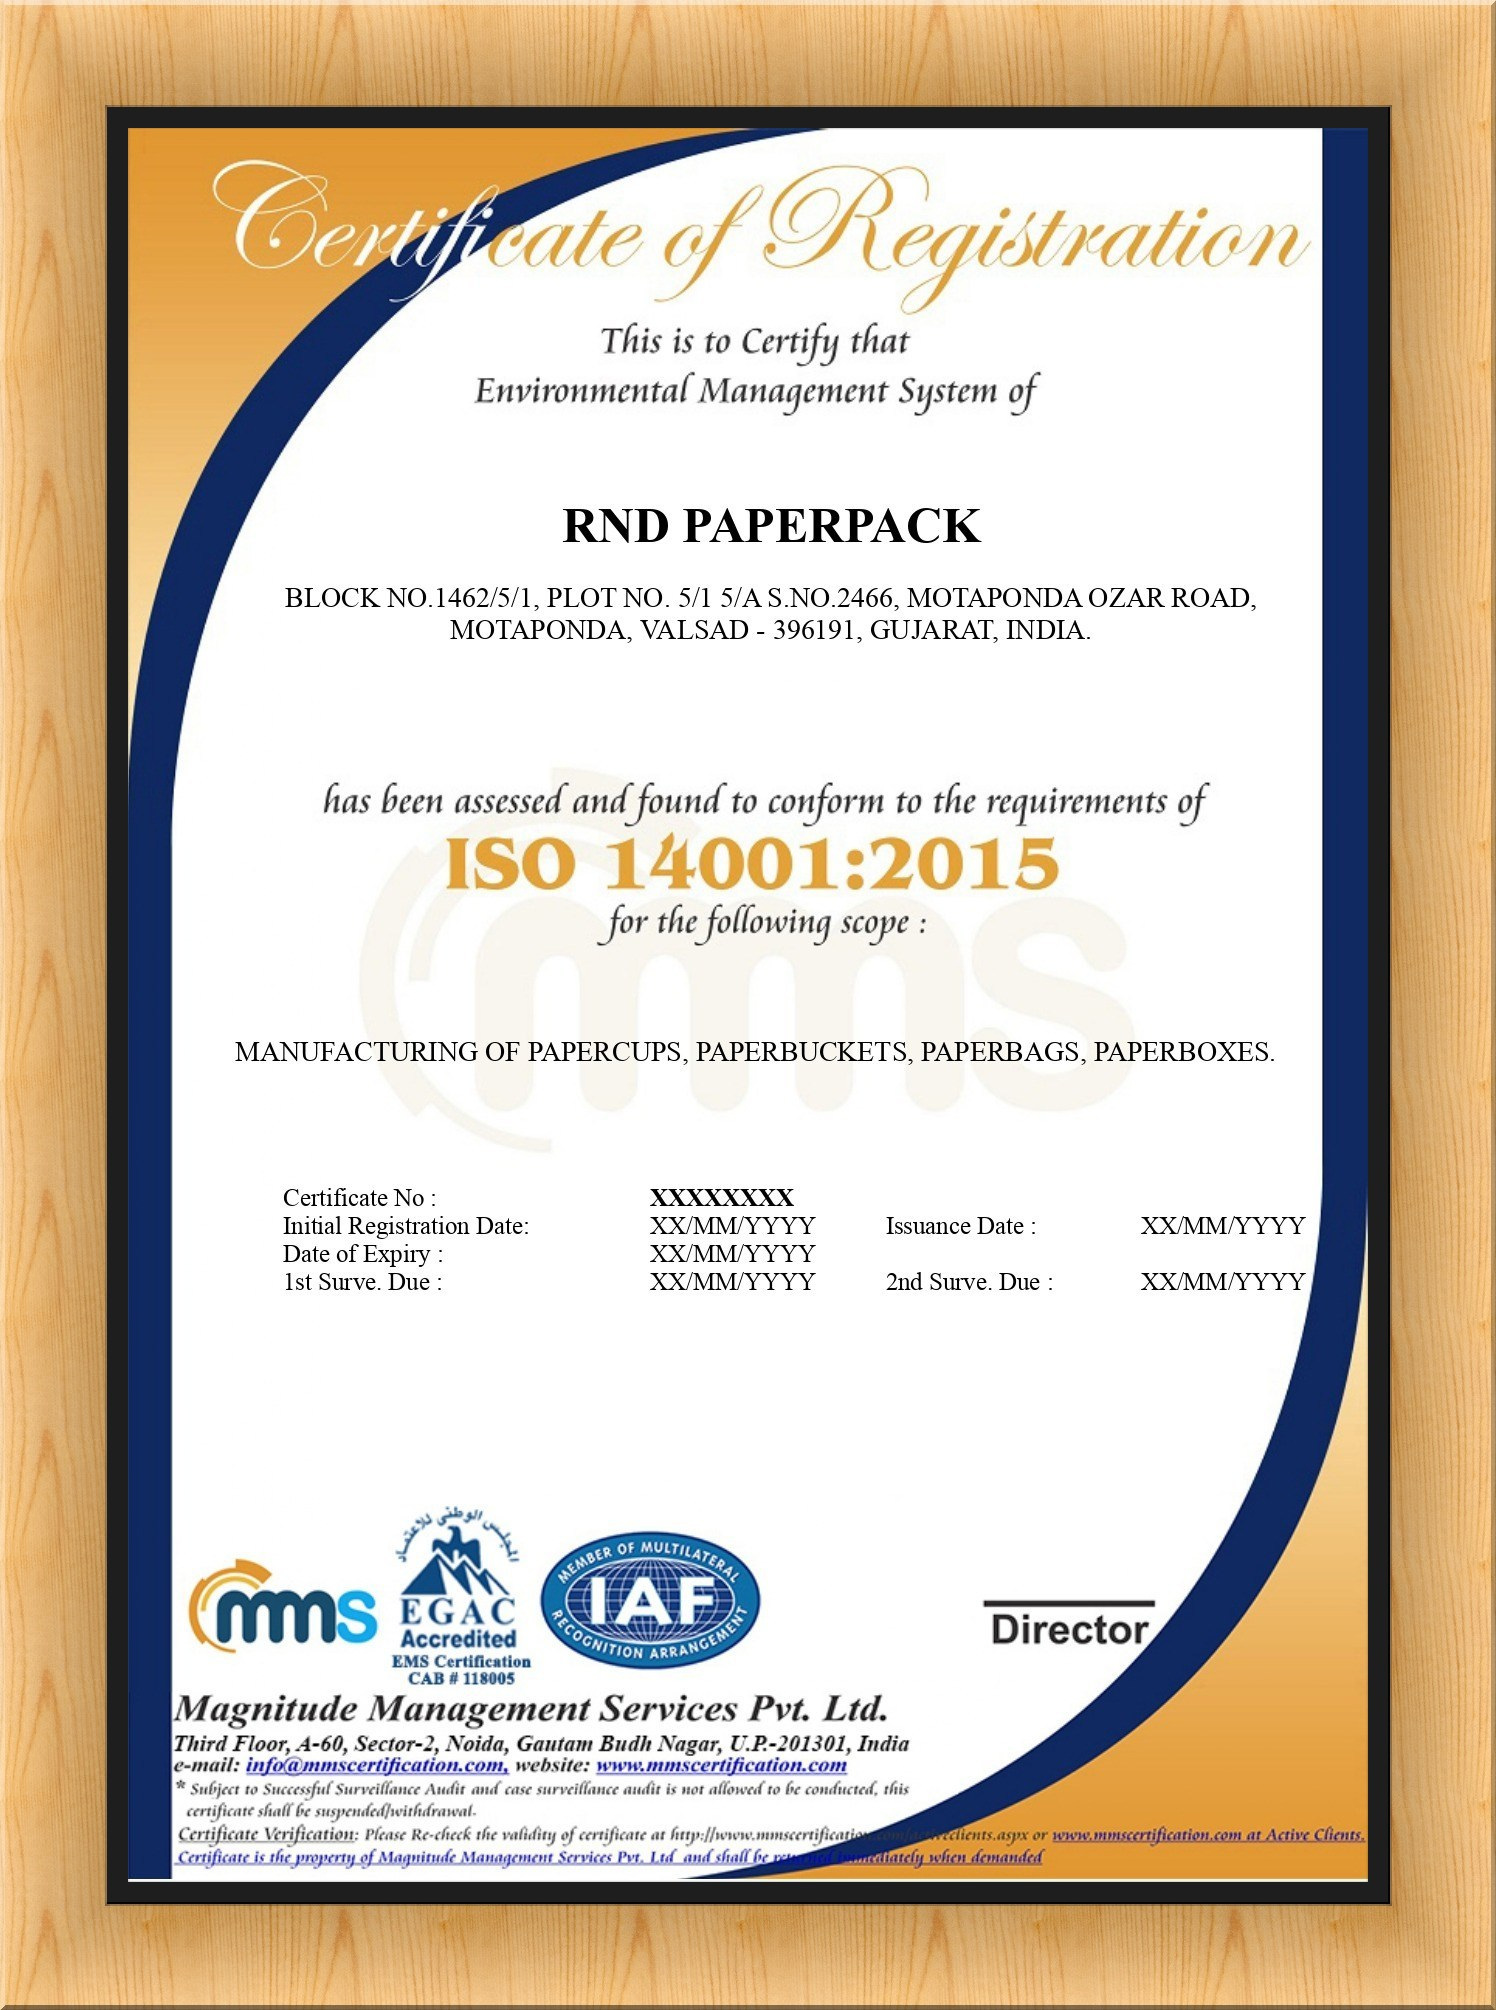 Certificate of Registration
This is to Certify that
Environmental Management System of
RND PAPERPACK
BLOCK NO.1462/5/1, PLOT NO. 5/1 5/A S.NO.2466, MOTAPONDA OZAR ROAD,
MOTAPONDA, VALSAD - 396191, GUJARAT, INDIA.
has been assessed and found to conform to the requirements of
ISO 14001:2015
for the following scope :
mms
MANUFACTURING OF PAPERCUPS, PAPERBUCKETS, PAPERBAGS, PAPERBOXES.
Certificate No : XXXXXXXX
Initial Registration Date: XX/MM/YYYY Issuance Date : XX/MM/YYYY
Date of Expiry : XX/MM/YYYY
1st Surve. Due : XX/MM/YYYY 2nd Surve. Due : XX/MM/YYYY
mms
المجلس الوطني للاعتماد
EGAC
Accredited
EMS Certification
CAB # 118005
MEMBER OF MULTILATERAL
IAF
RECOGNITION ARRANGEMENT
Director
Magnitude Management Services Pvt. Ltd.
Third Floor, A-60, Sector-2, Noida, Gautam Budh Nagar, U.P.-201301, India
e-mail: info@mmscertification.com, website: www.mmscertification.com
* Subject to Successful Surveillance Audit and case surveillance audit is not allowed to be conducted, this
certificate shall be suspended/withdrawal.
Certificate Verification: Please Re-check the validity of certificate at http://www.mmscertification.com/activeclients.aspx or www.mmscertification.com at Active Clients.
Certificate is the property of Magnitude Management Services Pvt. Ltd and shall be returned immediately when demanded